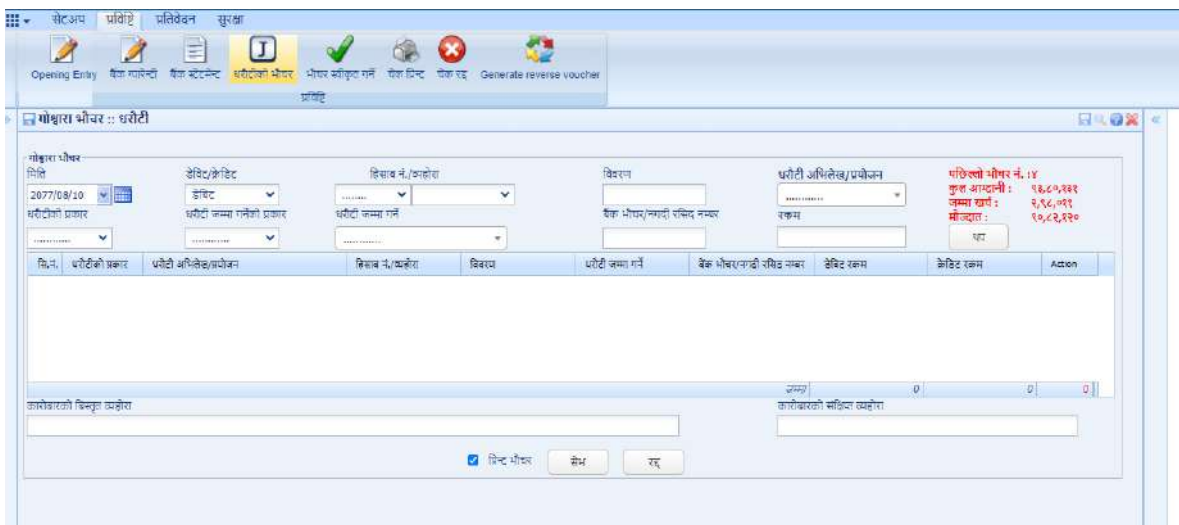 सेटअप प्रविष्टि प्रतिवेदन सुरक्षा
Opening Entry बैंक ग्यारेन्टी बैंक स्टेटमेन्ट धरौटीको भौचर भौचर स्वीकृत गर्ने चेक प्रिन्ट चेक रद्द Generate reverse voucher
प्रविष्टि
गोश्वारा भौचर :: धरौटी
गोश्वारा भौचर
मिति डेबिट/क्रेडिट हिसाब नं./व्यहोरा विवरण धरौटी अभिलेख/प्रयोजन पछिल्लो भौचर नं. :४
2077/08/10 डेबिट कुल आम्दानी :
जम्मा खर्च : २,९८,०९९
धरौटीको प्रकार धरौटी जम्मा गर्नेको प्रकार धरौटी जम्मा गर्ने बैंक भौचर/नगदी रसिद नम्बर रकम मौज्दात :
थप
सि.नं. धरौटीको प्रकार धरौटी अभिलेख/प्रयोजन हिसाब नं./व्यहोरा विवरण धरौटी जम्मा गर्ने बैंक भौचर/नगदी रसिद नम्बर डेबिट रकम क्रेडिट रकम Action
जम्मा 0 0 0
कारोबारको विस्तृत व्यहोरा कारोबारको संक्षिप्त व्यहोरा
प्रिन्ट भौचर सेभ रद्द